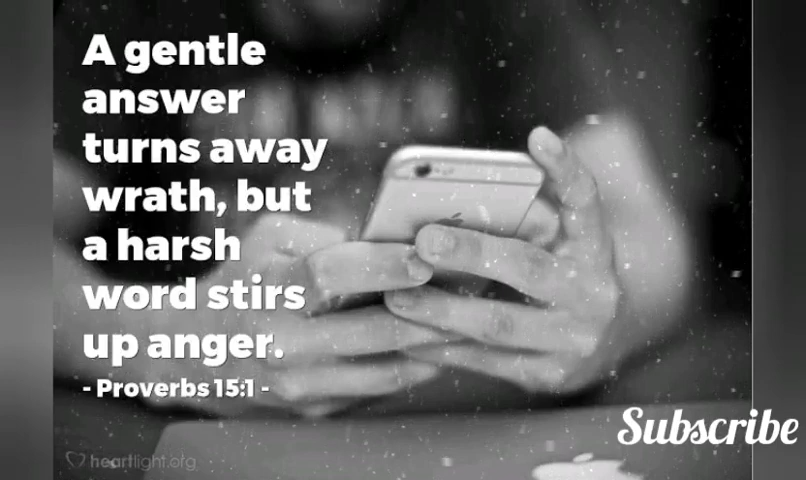 A gentle
answer
turns away
wrath, but
a harsh
word stirs
up anger.
- Proverbs 15:1 -
Subscribe
heartlight.org